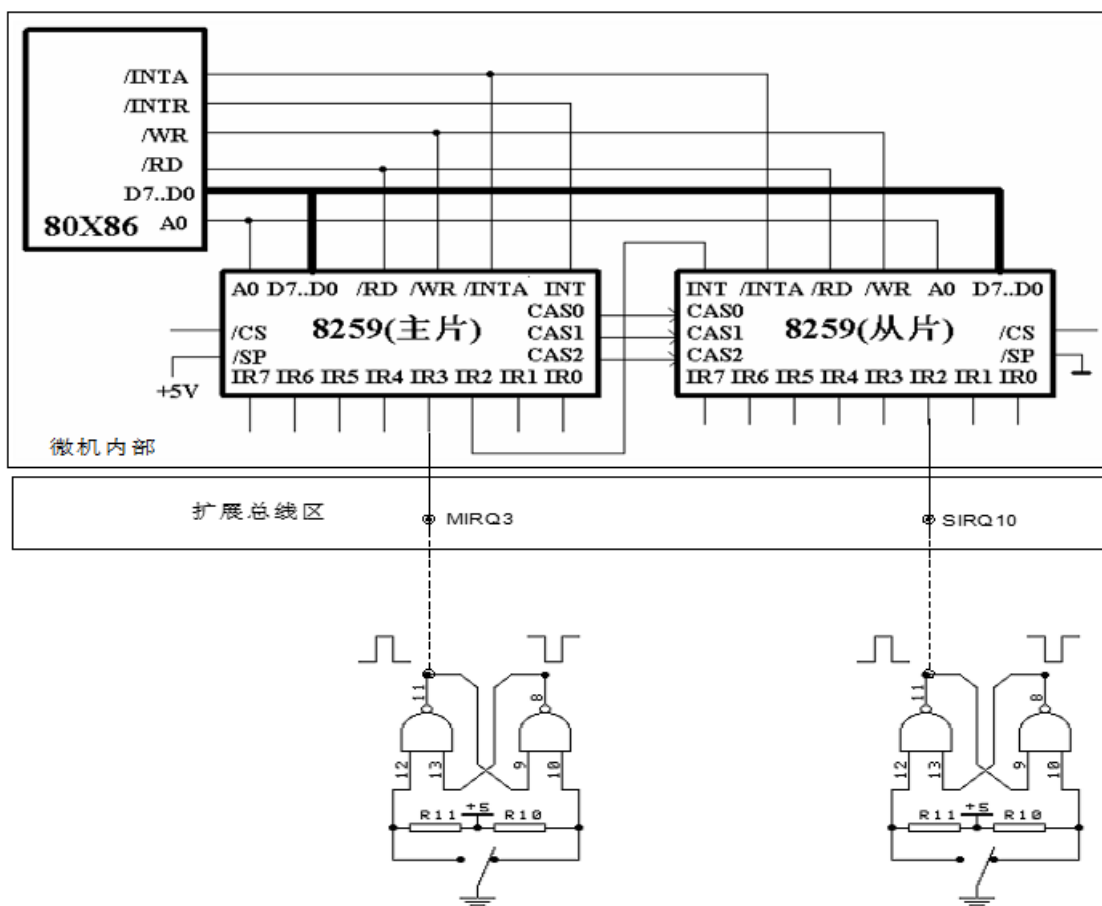 /INTA
/INTR
/WR
/RD
D7..D0
80X86 A0
A0 D7..D0 /RD /WR /INTA INT
CAS0
/CS 8259(主片) CAS1
/SP CAS2
+5V IR7 IR6 IR5 IR4 IR3 IR2 IR1 IR0
INT /INTA /RD /WR A0 D7..D0
CAS0
CAS1 8259(从片) /CS
CAS2 /SP
IR7 IR6 IR5 IR4 IR3 IR2 IR1 IR0
微机内部
扩展总线区 MIRQ3 SIRQ10
11 8
12 13 9 10
R11 +5 R10
11 8
12 13 9 10
R11 +5 R10